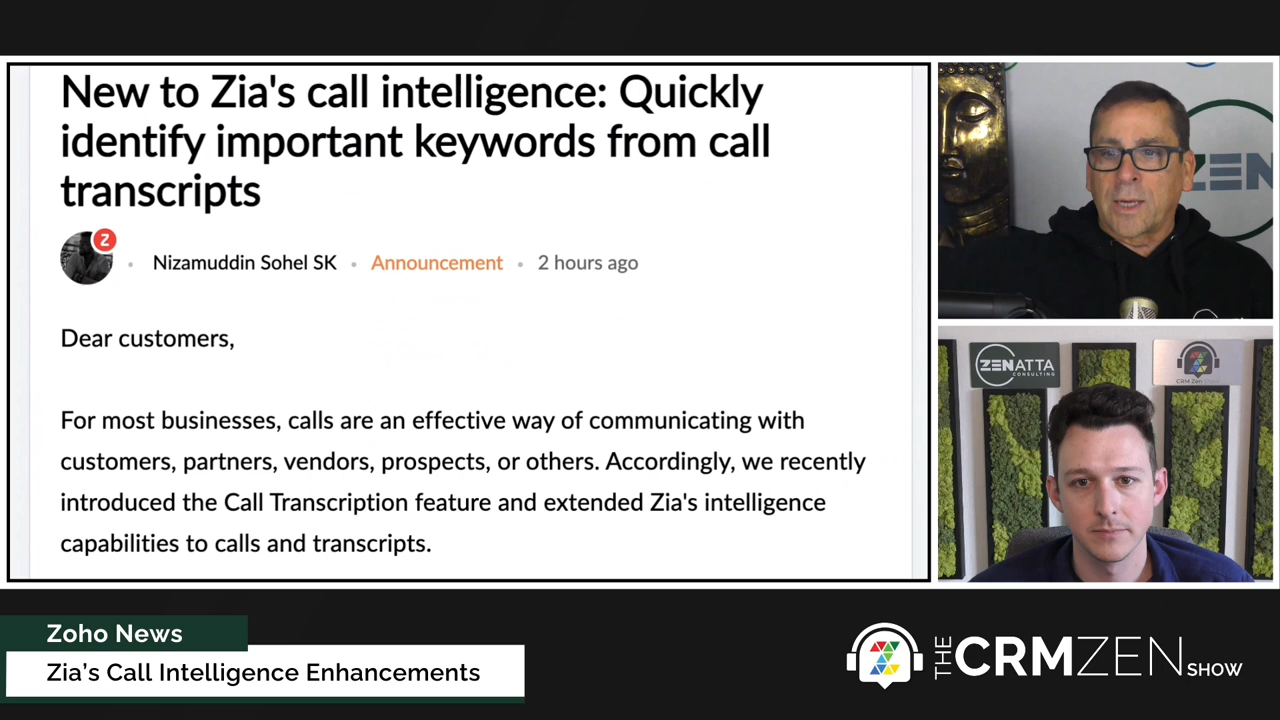 New to Zia's call intelligence: Quickly
identify important keywords from call
transcripts
Z
Nizamuddin Sohel SK • Announcement • 2 hours ago
Dear customers,
For most businesses, calls are an effective way of communicating with
customers, partners, vendors, prospects, or others. Accordingly, we recently
introduced the Call Transcription feature and extended Zia's intelligence
capabilities to calls and transcripts.
ZEN
ZENATTA
CONSULTING
CRM Zen
Zoho News
Zia's Call Intelligence Enhancements
THE CRMZEN SHOW